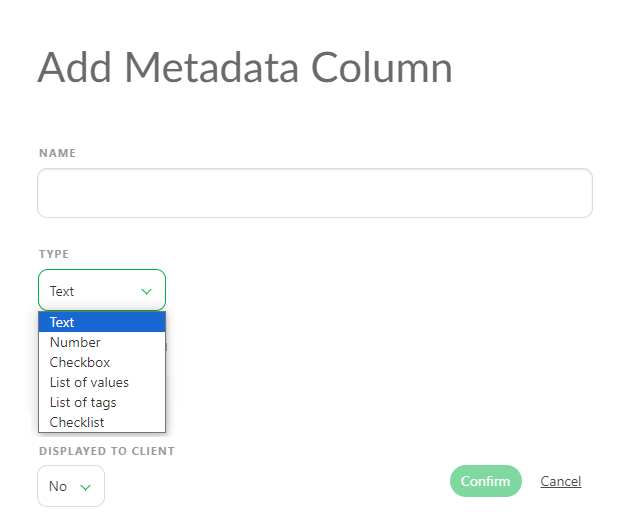 Add Metadata Column
NAME
TYPE
Text
Text
Number
Checkbox
List of values
List of tags
Checklist
DISPLAYED TO CLIENT
No
Confirm Cancel